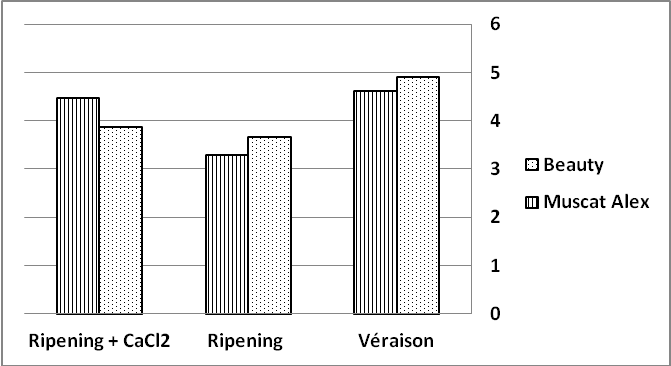 6
5
4
3
2
1
0
Beauty
Muscat Alex
Ripening + CaCl2
Ripening
Véraison